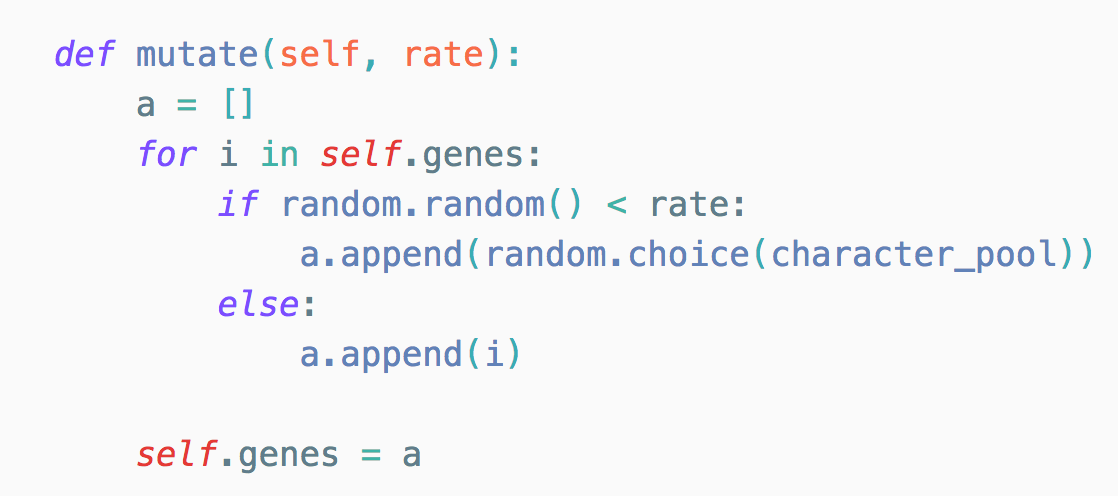 def mutate(self, rate):
    a = []
    for i in self.genes:
        if random.random() < rate:
            a.append(random.choice(character_pool))
        else:
            a.append(i)

    self.genes = a